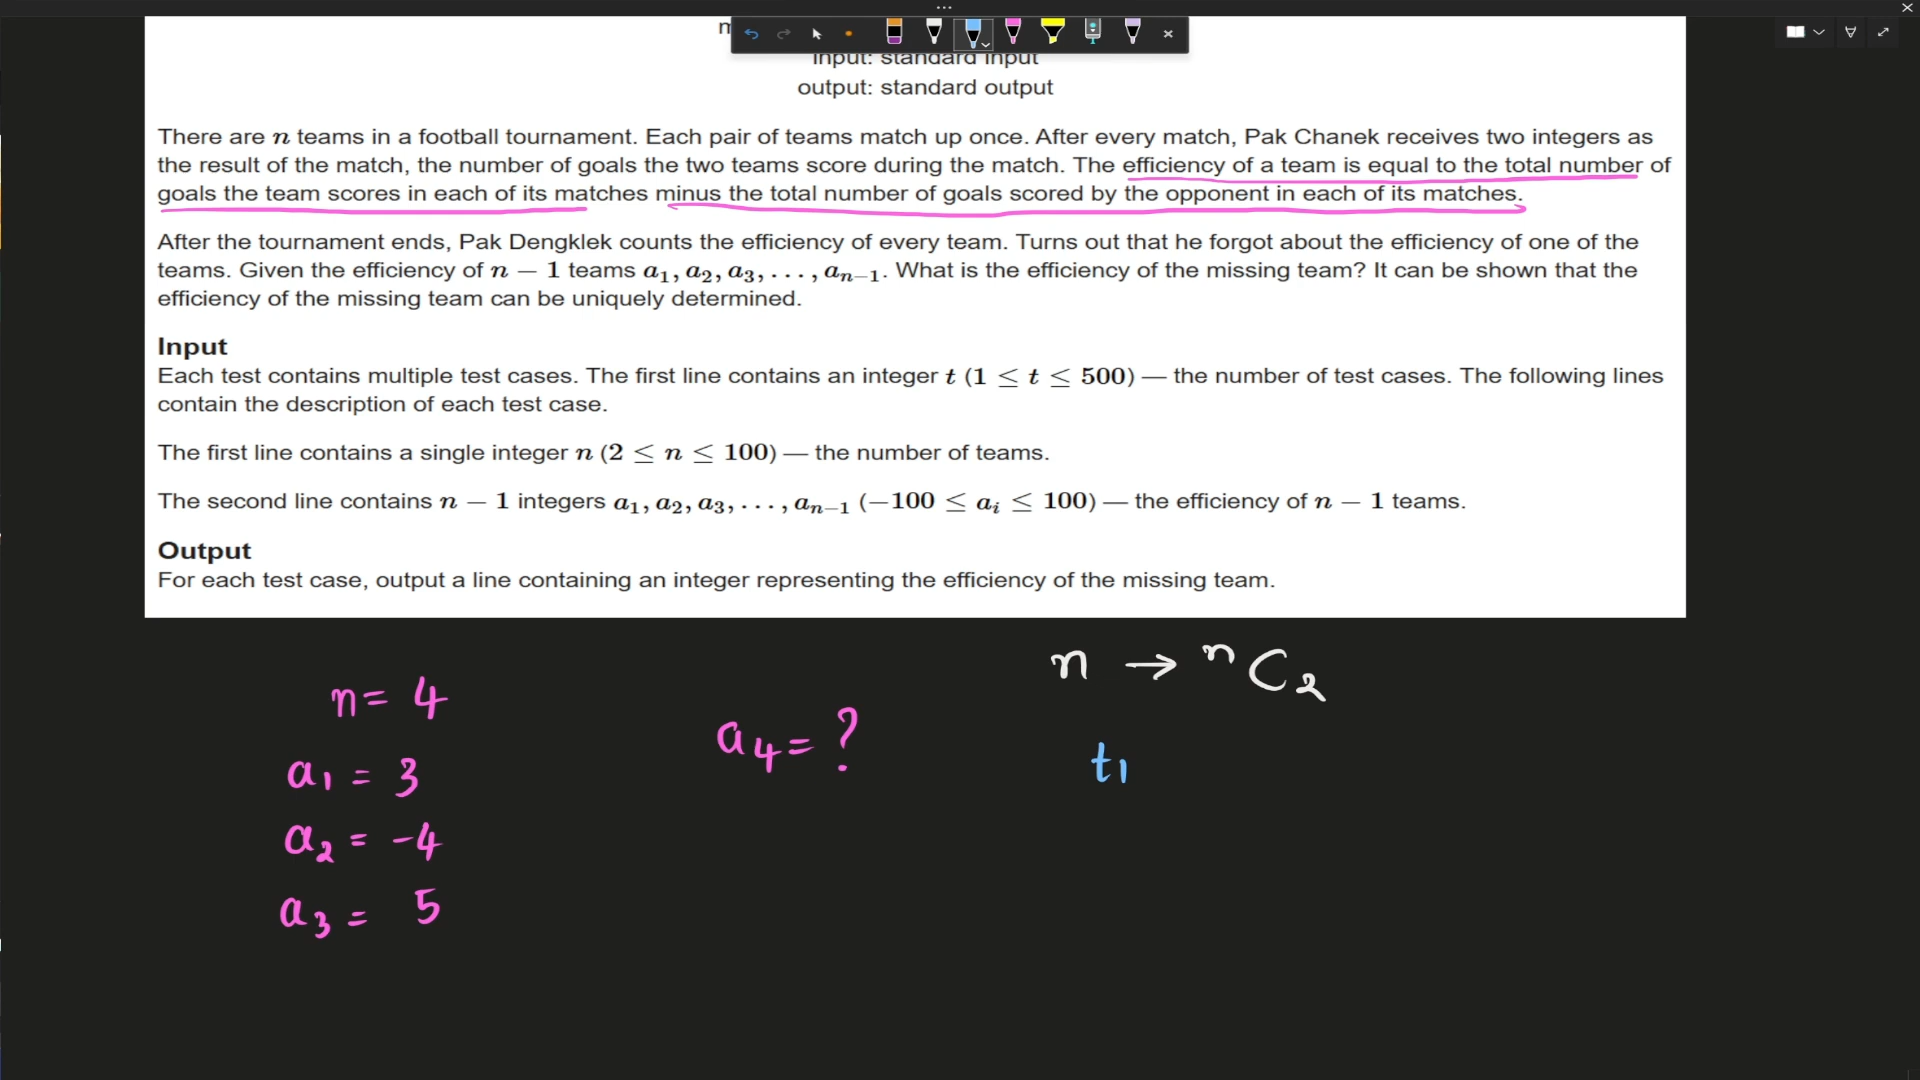 input: standard input
output: standard output
There are n teams in a football tournament. Each pair of teams match up once. After every match, Pak Chanek receives two integers as
the result of the match, the number of goals the two teams score during the match. The efficiency of a team is equal to the total number of
goals the team scores in each of its matches minus the total number of goals scored by the opponent in each of its matches.
After the tournament ends, Pak Dengklek counts the efficiency of every team. Turns out that he forgot about the efficiency of one of the
teams. Given the efficiency of n − 1 teams a₁, a₂, a₃, . . . , aₙ₋₁. What is the efficiency of the missing team? It can be shown that the
efficiency of the missing team can be uniquely determined.
Input
Each test contains multiple test cases. The first line contains an integer t (1 ≤ t ≤ 500) — the number of test cases. The following lines
contain the description of each test case.
The first line contains a single integer n (2 ≤ n ≤ 100) — the number of teams.
The second line contains n − 1 integers a₁, a₂, a₃, . . . , aₙ₋₁ (−100 ≤ aᵢ ≤ 100) — the efficiency of n − 1 teams.
Output
For each test case, output a line containing an integer representing the efficiency of the missing team.
n → ⁿC₂
n = 4
a₄ = ?
t₁
a₁ = 3
a₂ = -4
a₃ = 5